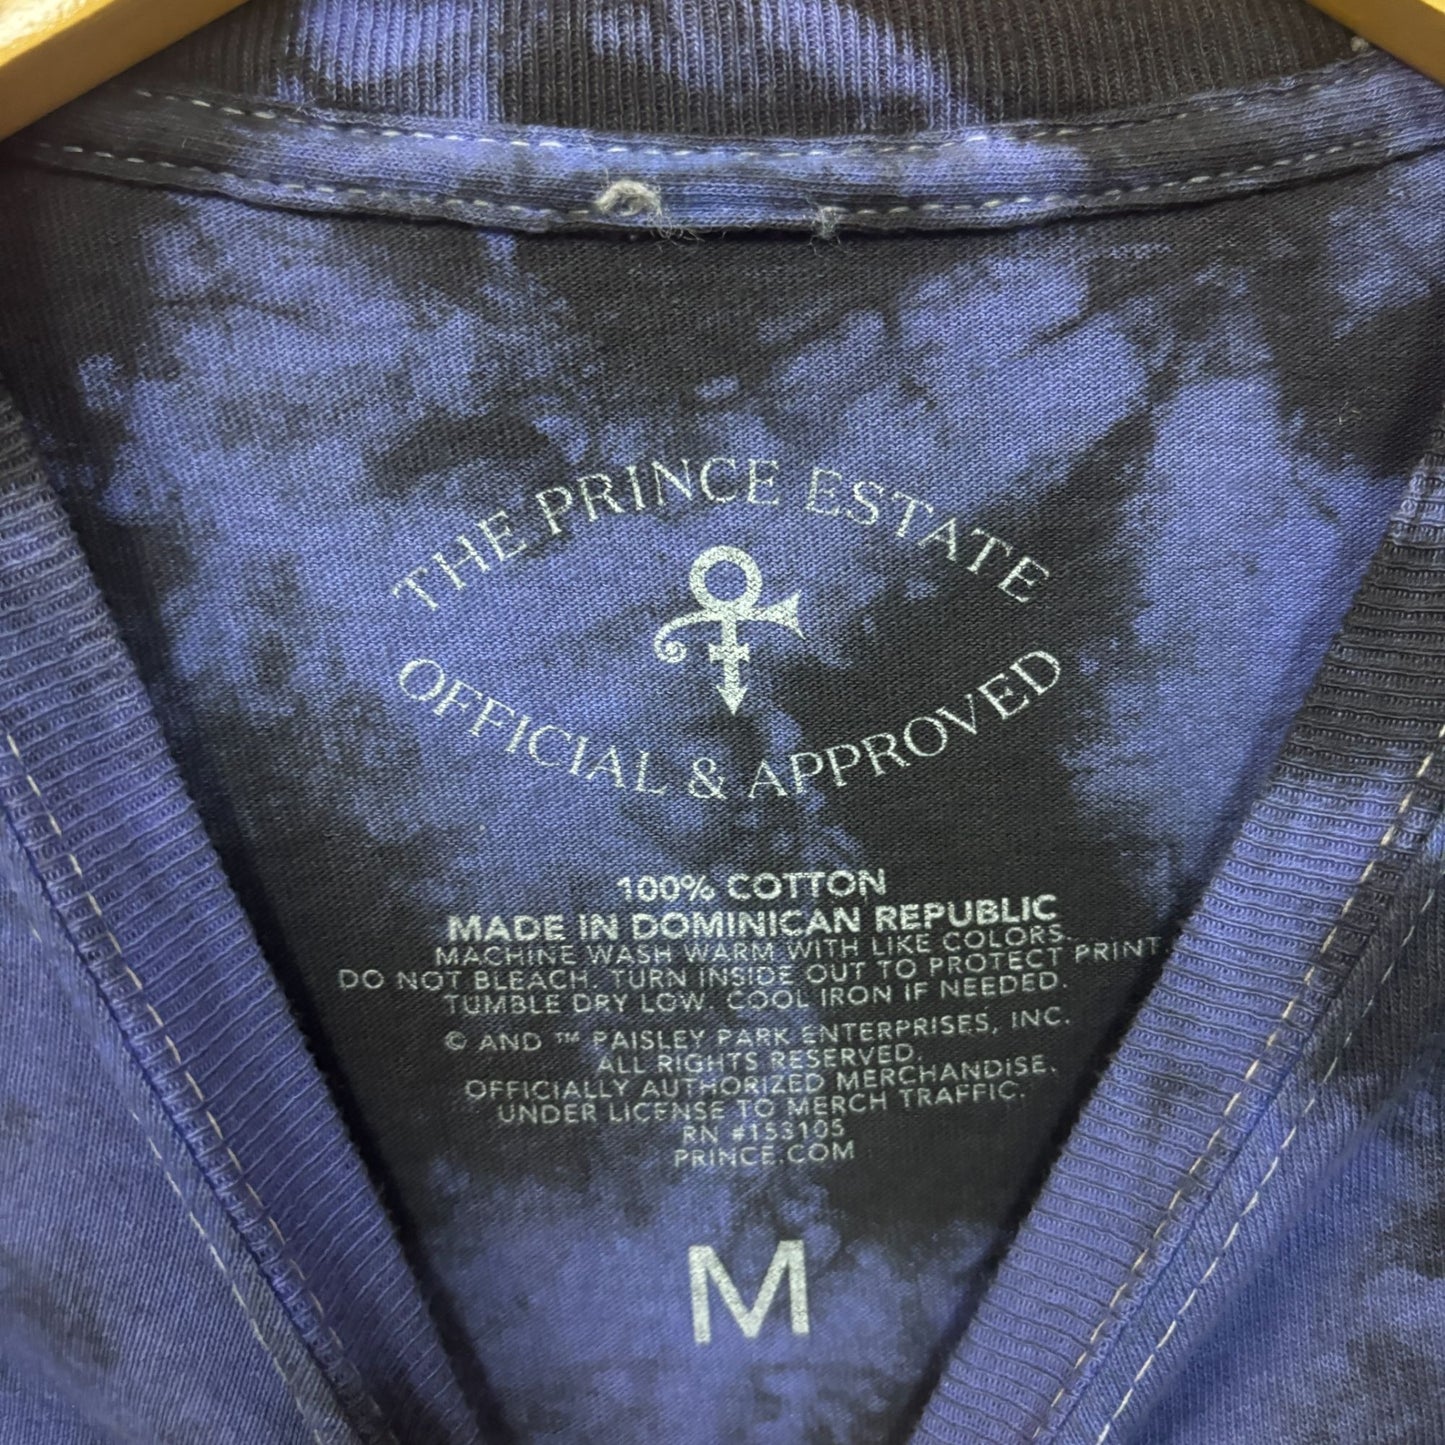 THE PRINCE ESTATE
OFFICIAL & APPROVED
100% COTTON
MADE IN DOMINICAN REPUBLIC
MACHINE WASH WARM WITH LIKE COLORS.
DO NOT BLEACH. TURN INSIDE OUT TO PROTECT PRINT.
TUMBLE DRY LOW. COOL IRON IF NEEDED.
© AND ™ PAISLEY PARK ENTERPRISES, INC.
ALL RIGHTS RESERVED.
OFFICIALLY AUTHORIZED MERCHANDISE.
UNDER LICENSE TO MERCH TRAFFIC.
RN #153105
PRINCE.COM
M